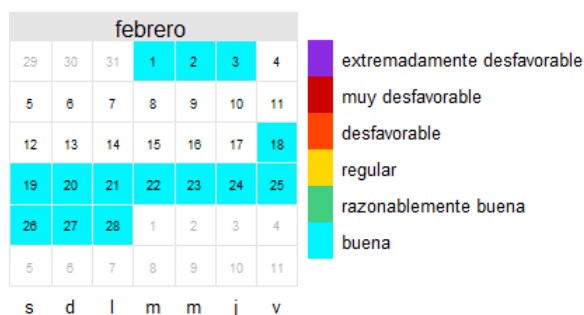 febrero
29 30 31 1 2 3 4
5 6 7 8 9 10 11
12 13 14 15 16 17 18
19 20 21 22 23 24 25
26 27 28 1 2 3 4
5 6 7 8 9 10 11
s d l m m j v
extremadamente desfavorable
muy desfavorable
desfavorable
regular
razonablemente buena
buena